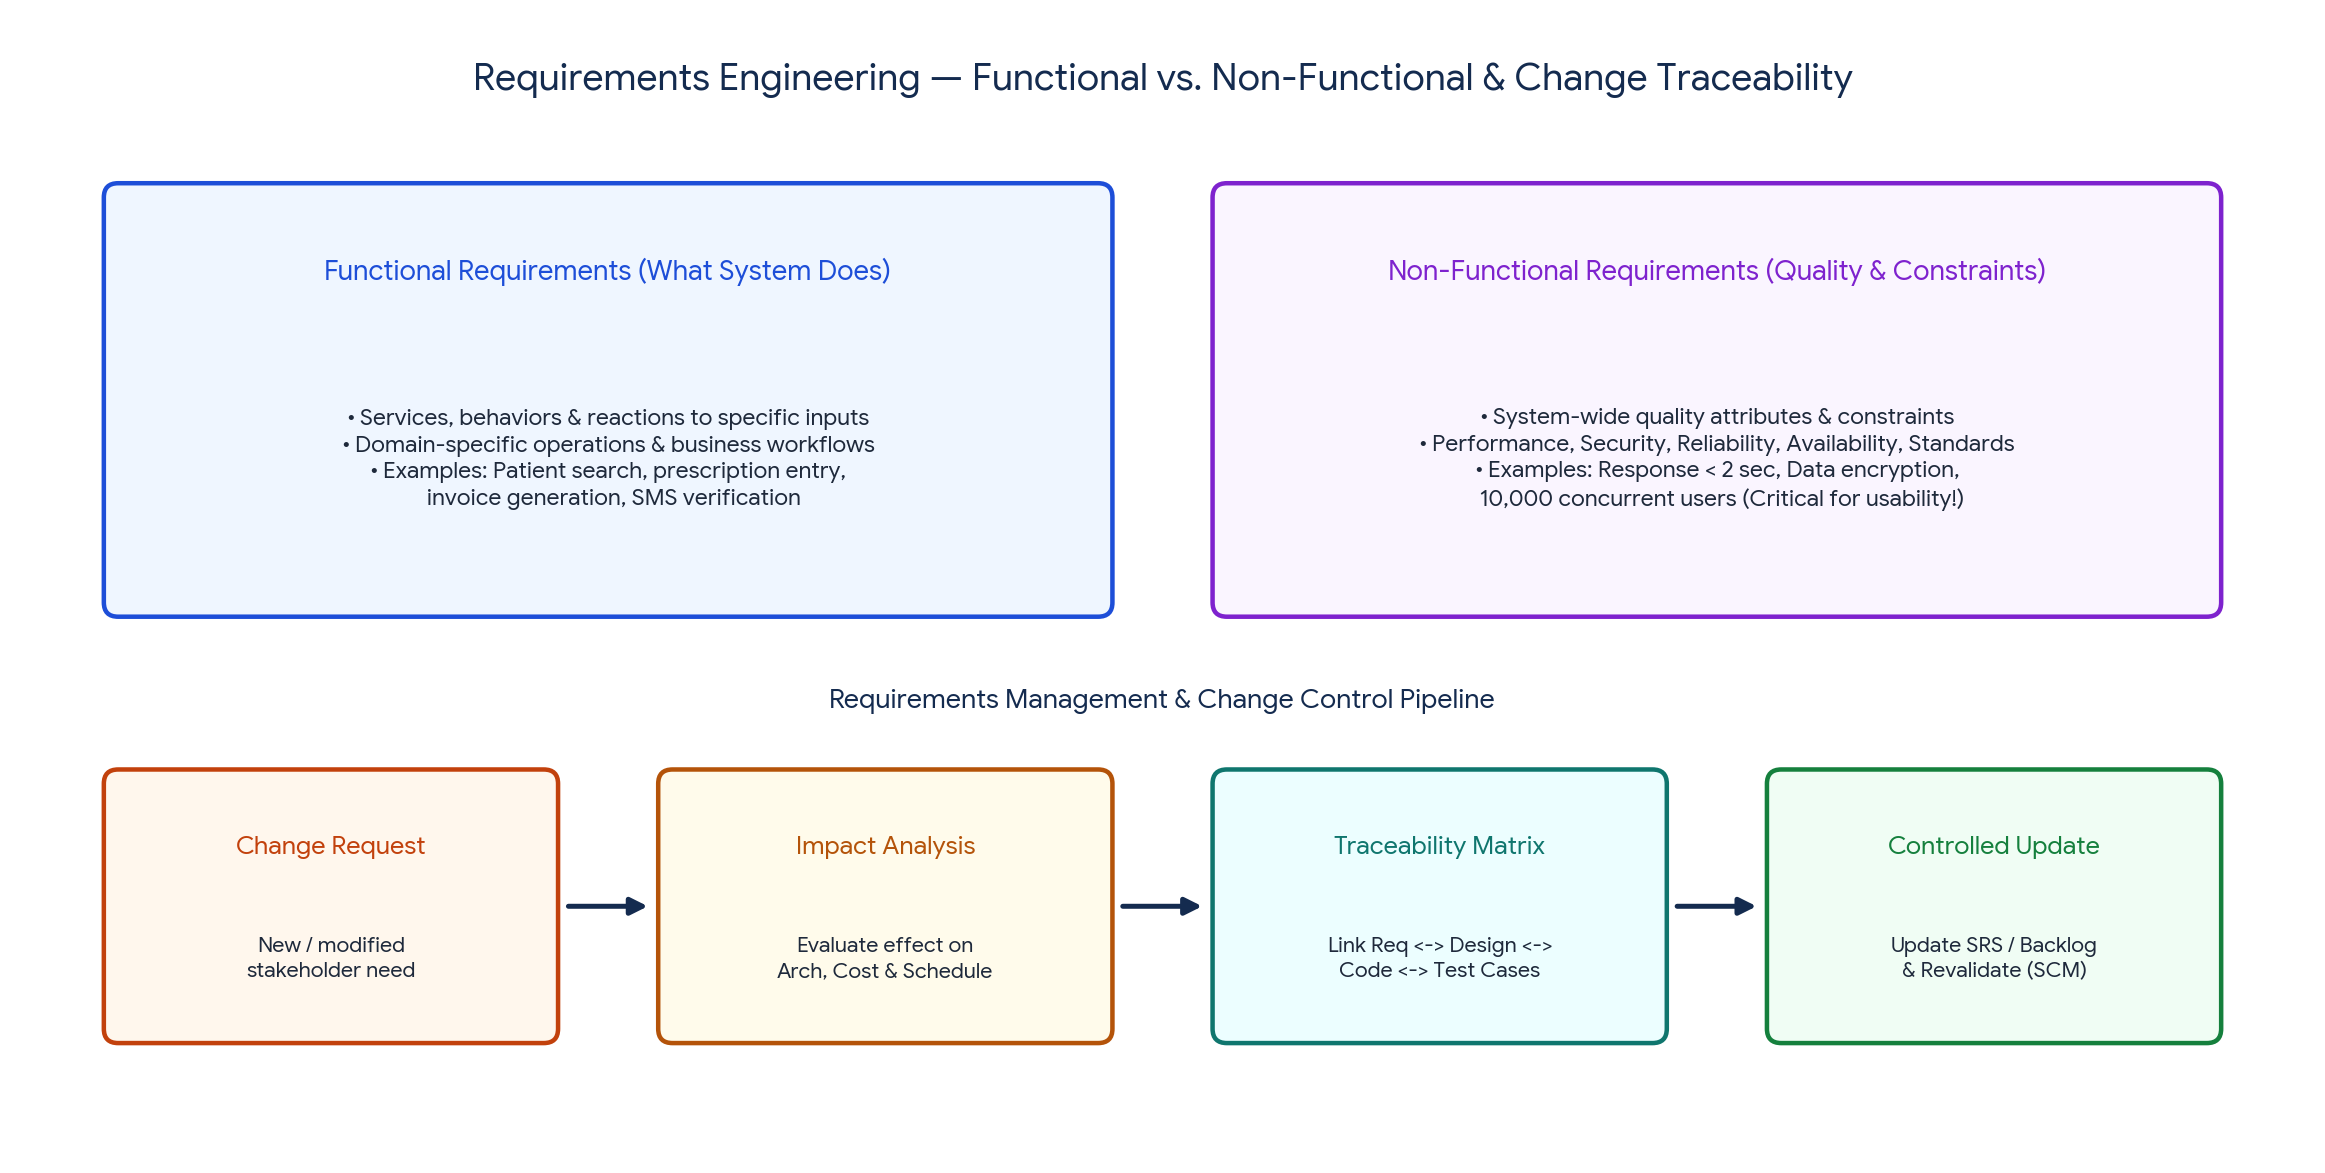 Requirements Engineering — Functional vs. Non-Functional & Change Traceability
Functional Requirements (What System Does)
• Services, behaviors & reactions to specific inputs
• Domain-specific operations & business workflows
• Examples: Patient search, prescription entry,
invoice generation, SMS verification
Non-Functional Requirements (Quality & Constraints)
• System-wide quality attributes & constraints
• Performance, Security, Reliability, Availability, Standards
• Examples: Response < 2 sec, Data encryption,
10,000 concurrent users (Critical for usability!)
Requirements Management & Change Control Pipeline
Change Request
New / modified
stakeholder need
Impact Analysis
Evaluate effect on
Arch, Cost & Schedule
Traceability Matrix
Link Req <-> Design <->
Code <-> Test Cases
Controlled Update
Update SRS / Backlog
& Revalidate (SCM)